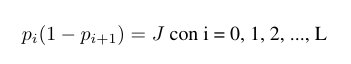 p_i(1 − p_{i+1}) = J con i = 0, 1, 2, ..., L